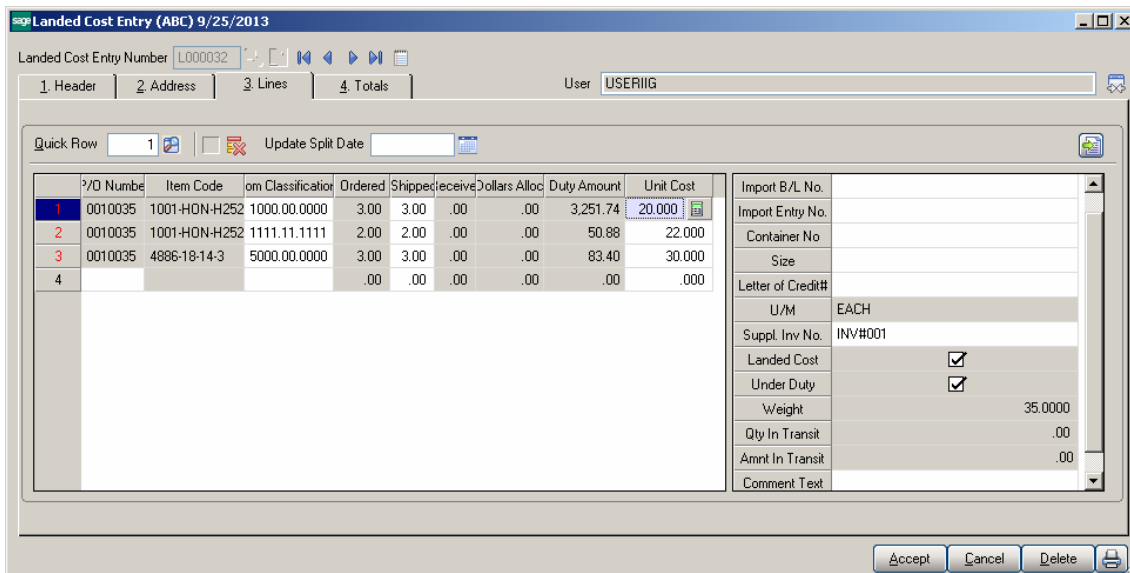 sage Landed Cost Entry (ABC) 9/25/2013
Landed Cost Entry Number L000032
1. Header 2. Address 3. Lines 4. Totals User USERIIG
Quick Row 1 Update Split Date
P/O Numbe Item Code om Classification Ordered Shipped eceive Dollars Alloc Duty Amount Unit Cost
1 0010035 1001-HON-H252 1000.00.0000 3.00 3.00 .00 .00 3,251.74 20.000
2 0010035 1001-HON-H252 1111.11.1111 2.00 2.00 .00 .00 50.88 22.000
3 0010035 4886-18-14-3 5000.00.0000 3.00 3.00 .00 .00 83.40 30.000
4 .00 .00 .00 .00 .00 .000
Import B/L No.
Import Entry No.
Container No
Size
Letter of Credit#
U/M EACH
Suppl. Inv No. INV#001
Landed Cost
Under Duty
Weight 35.0000
Qty In Transit .00
Amnt In Transit .00
Comment Text
Accept Cancel Delete